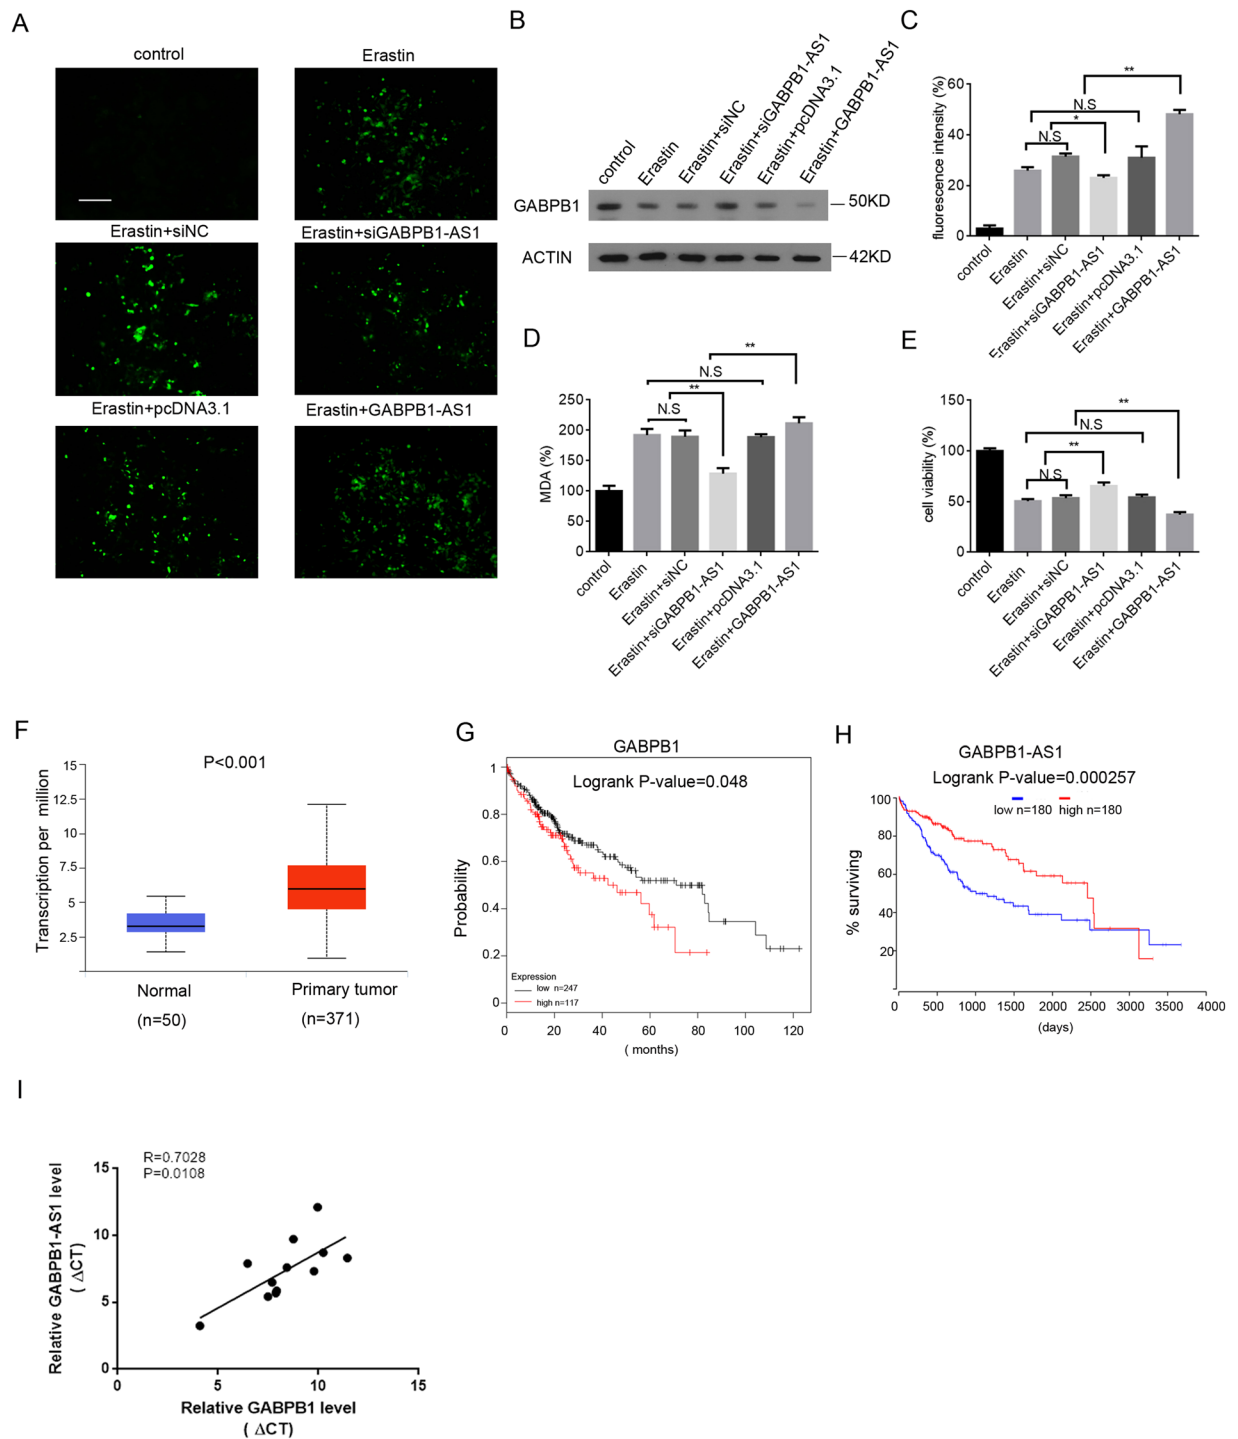 A
control
Erastin
Erastin+siNC
Erastin+siGABPB1-AS1
Erastin+pcDNA3.1
Erastin+GABPB1-AS1
B
control
Erastin
Erastin+siNC
Erastin+siGABPB1-AS1
Erastin+pcDNA3.1
Erastin+GABPB1-AS1
GABPB1
50KD
ACTIN
42KD
C
fluorescence intensity (%)
60
40
20
0
N.S
*
N.S
**
control
Erastin
Erastin+siNC
Erastin+siGABPB1-AS1
Erastin+pcDNA3.1
Erastin+GABPB1-AS1
D
MDA (%)
250
200
150
100
50
0
N.S
**
N.S
**
control
Erastin
Erastin+siNC
Erastin+siGABPB1-AS1
Erastin+pcDNA3.1
Erastin+GABPB1-AS1
E
cell viability (%)
150
100
50
0
N.S
**
N.S
**
control
Erastin
Erastin+siNC
Erastin+siGABPB1-AS1
Erastin+pcDNA3.1
Erastin+GABPB1-AS1
F
P<0.001
Transcription per million
15
12.5
10
7.5
5
2.5
Normal
(n=50)
Primary tumor
(n=371)
G
GABPB1
Logrank P-value=0.048
Probability
1
0.8
0.6
0.4
0.2
0
Expression
low n=247
high n=117
0 20 40 60 80 100 120
( months)
H
GABPB1-AS1
Logrank P-value=0.000257
low n=180 high n=180
% surviving
100
80
60
40
20
0 500 1000 1500 2000 2500 3000 3500 4000
(days)
I
R=0.7028
P=0.0108
Relative GABPB1-AS1 level
( ΔCT)
15
10
5
0
0 5 10 15
Relative GABPB1 level
( ΔCT)